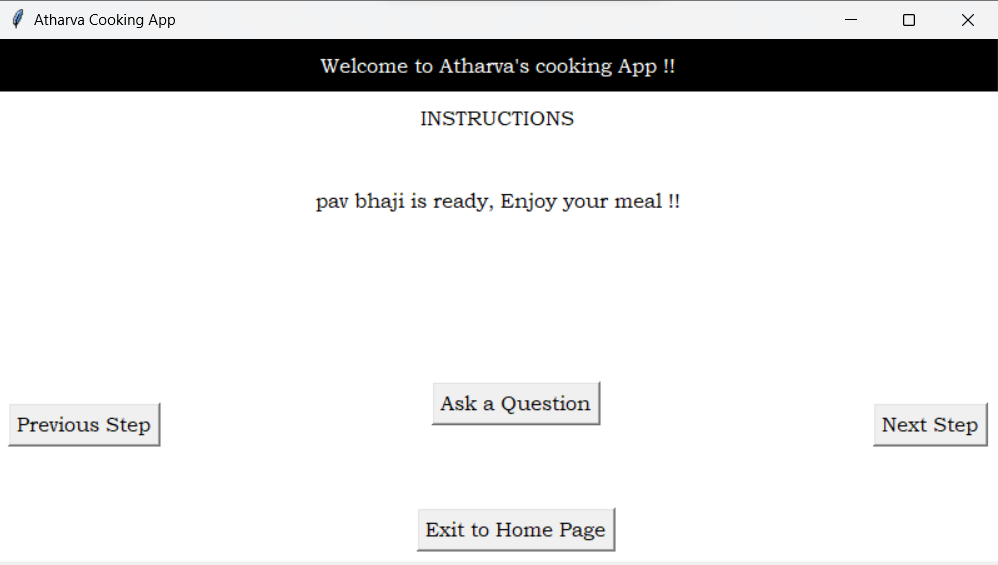 Atharva Cooking App
Welcome to Atharva's cooking App !!
INSTRUCTIONS
pav bhaji is ready, Enjoy your meal !!
Ask a Question
Previous Step
Next Step
Exit to Home Page